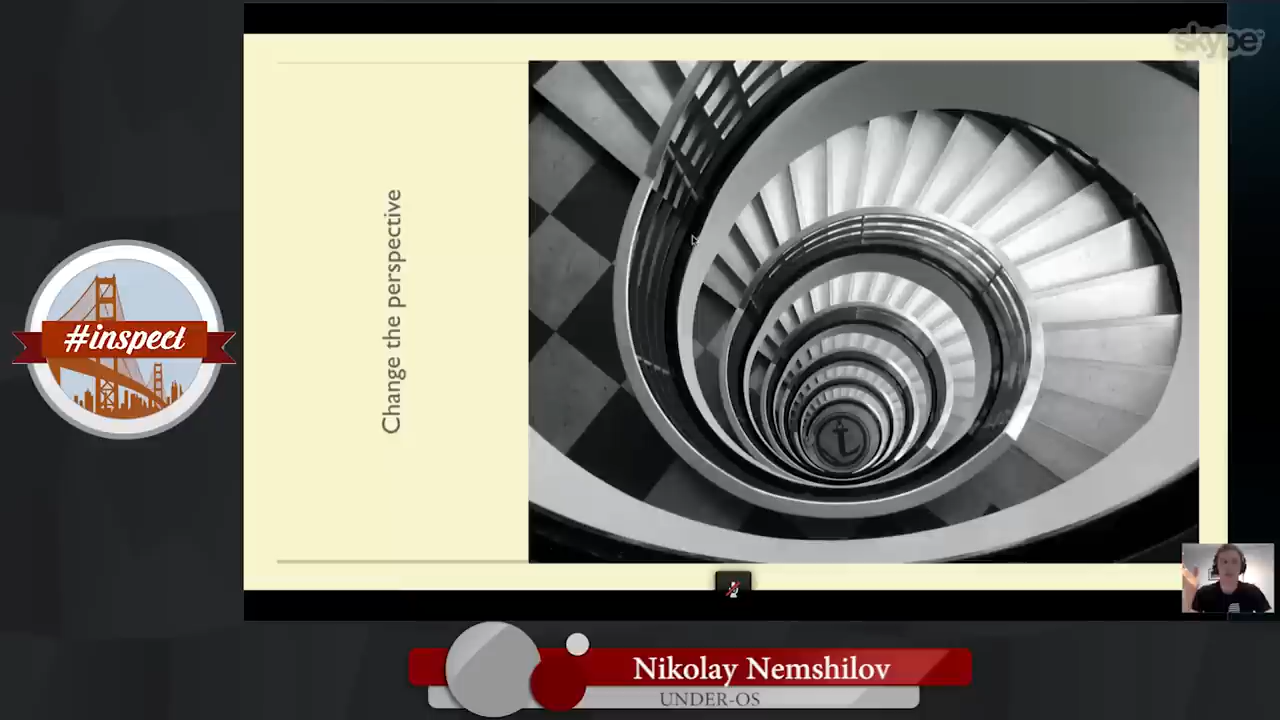 skype
Change the perspective
#inspect
t
Nikolay Nemshilov
UNDER-OS